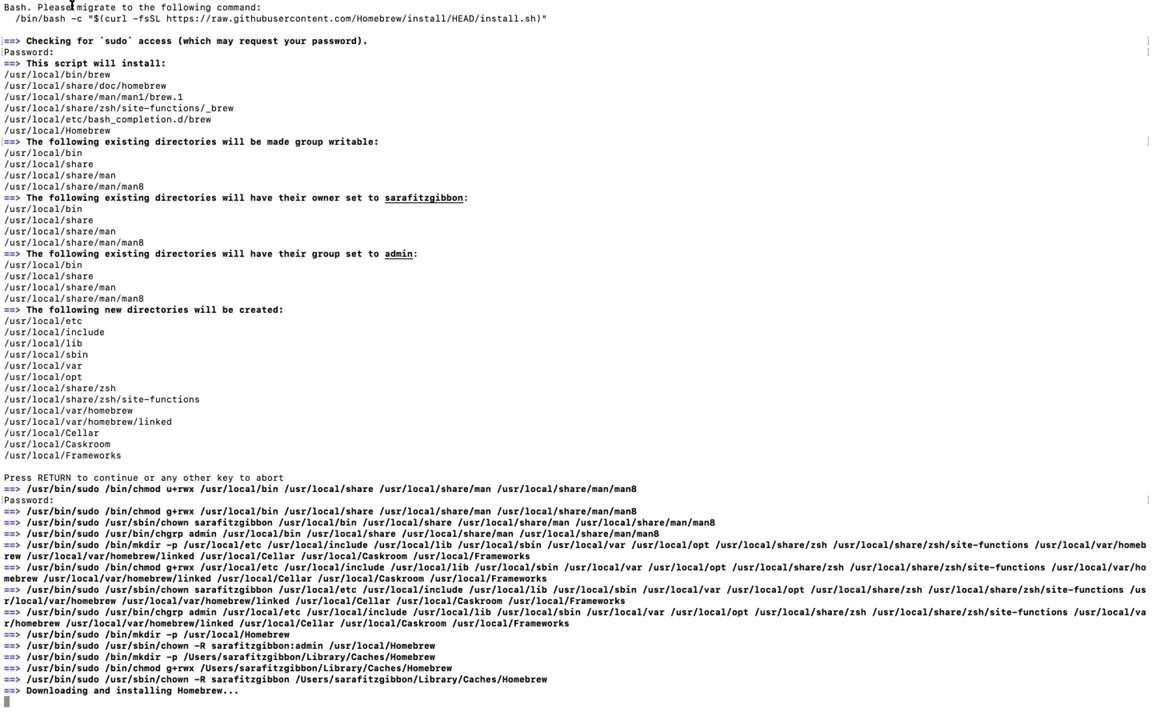 Bash. Please migrate to the following command:
  /bin/bash -c "$(curl -fsSL https://raw.githubusercontent.com/Homebrew/install/HEAD/install.sh)"

==> Checking for `sudo` access (which may request your password).
Password:
==> This script will install:
/usr/local/bin/brew
/usr/local/share/doc/homebrew
/usr/local/share/man/man1/brew.1
/usr/local/share/zsh/site-functions/_brew
/usr/local/etc/bash_completion.d/brew
/usr/local/Homebrew
==> The following existing directories will be made group writable:
/usr/local/bin
/usr/local/share
/usr/local/share/man
/usr/local/share/man/man8
==> The following existing directories will have their owner set to sarafitzgibbon:
/usr/local/bin
/usr/local/share
/usr/local/share/man
/usr/local/share/man/man8
==> The following existing directories will have their group set to admin:
/usr/local/bin
/usr/local/share
/usr/local/share/man
/usr/local/share/man/man8
==> The following new directories will be created:
/usr/local/etc
/usr/local/include
/usr/local/lib
/usr/local/sbin
/usr/local/var
/usr/local/opt
/usr/local/share/zsh
/usr/local/share/zsh/site-functions
/usr/local/var/homebrew
/usr/local/var/homebrew/linked
/usr/local/Cellar
/usr/local/Caskroom
/usr/local/Frameworks

Press RETURN to continue or any other key to abort
==> /usr/bin/sudo /bin/chmod u+rwx /usr/local/bin /usr/local/share /usr/local/share/man /usr/local/share/man/man8
Password:
==> /usr/bin/sudo /bin/chmod g+rwx /usr/local/bin /usr/local/share /usr/local/share/man /usr/local/share/man/man8
==> /usr/bin/sudo /usr/sbin/chown sarafitzgibbon /usr/local/bin /usr/local/share /usr/local/share/man /usr/local/share/man/man8
==> /usr/bin/sudo /usr/bin/chgrp admin /usr/local/bin /usr/local/share /usr/local/share/man /usr/local/share/man/man8
==> /usr/bin/sudo /bin/mkdir -p /usr/local/etc /usr/local/include /usr/local/lib /usr/local/sbin /usr/local/var /usr/local/opt /usr/local/share/zsh /usr/local/share/zsh/site-functions /usr/local/var/homeb
rew /usr/local/var/homebrew/linked /usr/local/Cellar /usr/local/Caskroom /usr/local/Frameworks
==> /usr/bin/sudo /bin/chmod g+rwx /usr/local/etc /usr/local/include /usr/local/lib /usr/local/sbin /usr/local/var /usr/local/opt /usr/local/share/zsh /usr/local/share/zsh/site-functions /usr/local/var/ho
mebrew /usr/local/var/homebrew/linked /usr/local/Cellar /usr/local/Caskroom /usr/local/Frameworks
==> /usr/bin/sudo /usr/sbin/chown sarafitzgibbon /usr/local/etc /usr/local/include /usr/local/lib /usr/local/sbin /usr/local/var /usr/local/opt /usr/local/share/zsh /usr/local/share/zsh/site-functions /us
r/local/var/homebrew /usr/local/var/homebrew/linked /usr/local/Cellar /usr/local/Caskroom /usr/local/Frameworks
==> /usr/bin/sudo /usr/bin/chgrp admin /usr/local/etc /usr/local/include /usr/local/lib /usr/local/sbin /usr/local/var /usr/local/opt /usr/local/share/zsh /usr/local/share/zsh/site-functions /usr/local/va
r/homebrew /usr/local/var/homebrew/linked /usr/local/Cellar /usr/local/Caskroom /usr/local/Frameworks
==> /usr/bin/sudo /bin/mkdir -p /usr/local/Homebrew
==> /usr/bin/sudo /usr/sbin/chown -R sarafitzgibbon:admin /usr/local/Homebrew
==> /usr/bin/sudo /bin/mkdir -p /Users/sarafitzgibbon/Library/Caches/Homebrew
==> /usr/bin/sudo /bin/chmod g+rwx /Users/sarafitzgibbon/Library/Caches/Homebrew
==> /usr/bin/sudo /usr/sbin/chown -R sarafitzgibbon /Users/sarafitzgibbon/Library/Caches/Homebrew
==> Downloading and installing Homebrew...